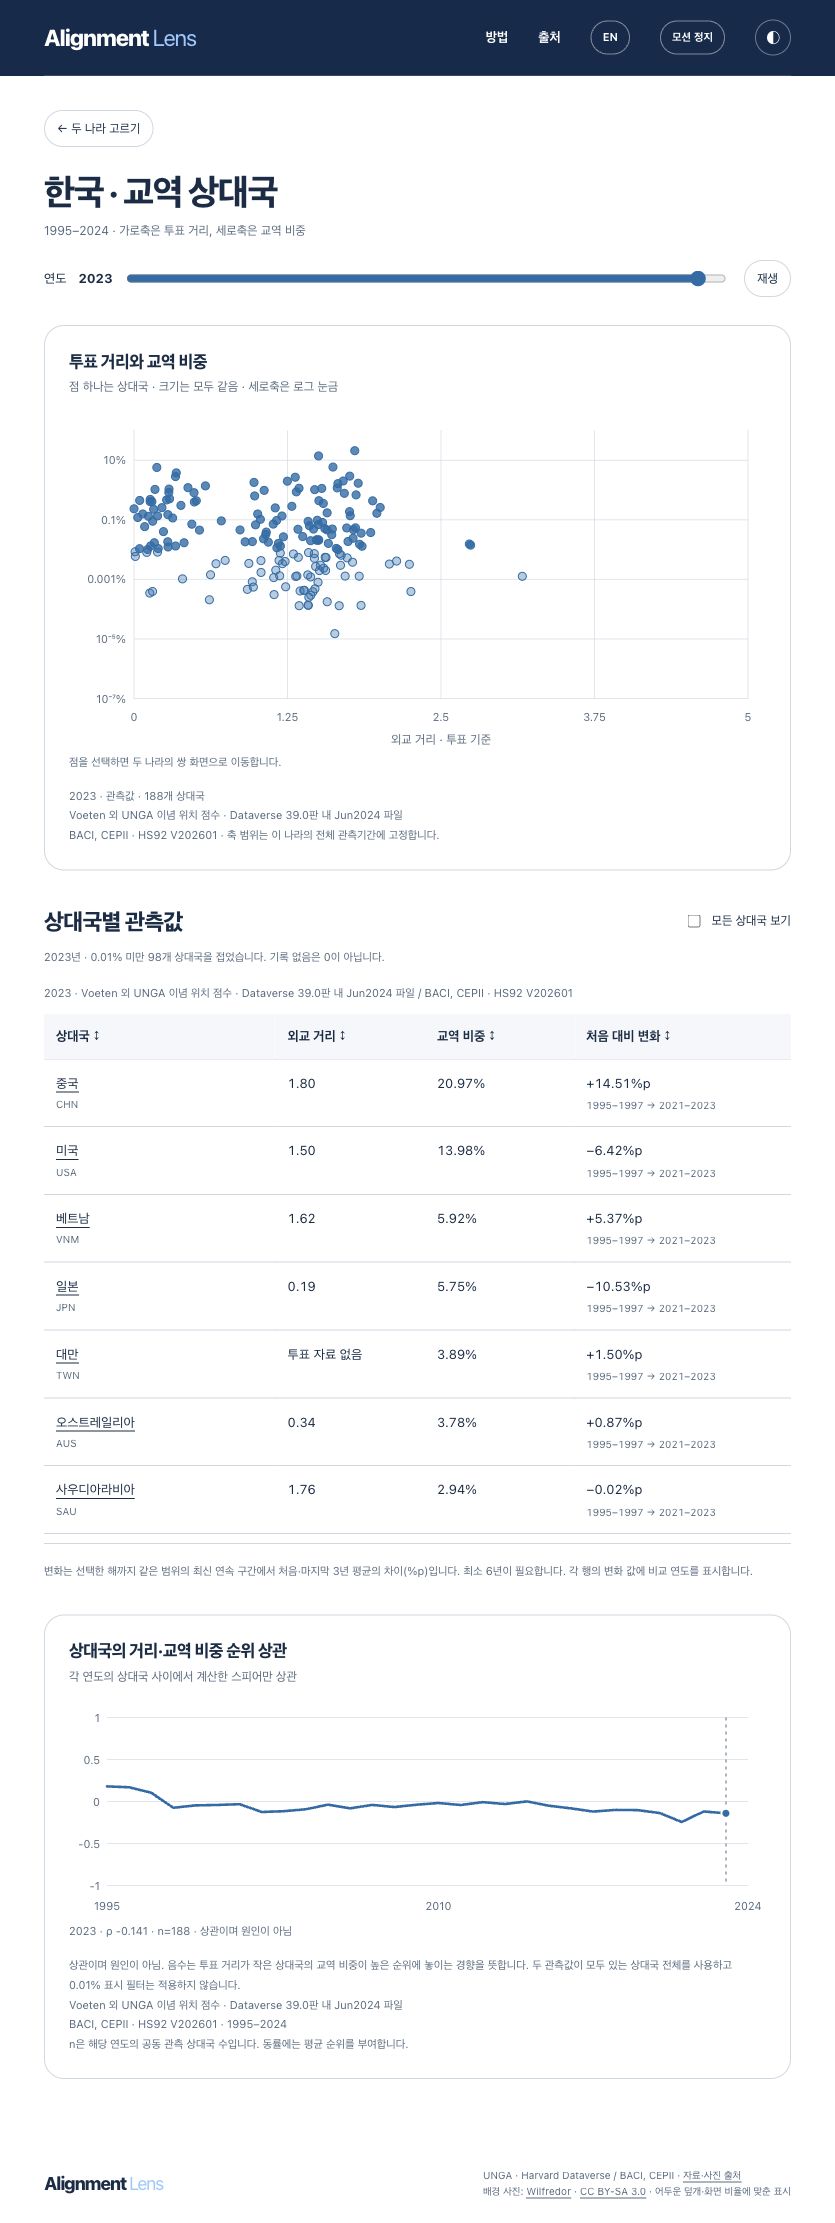 Alignment Lens
방법
출처
EN
모션 정지
← 두 나라 고르기
한국 · 교역 상대국
1995–2024 · 가로축은 투표 거리, 세로축은 교역 비중
연도 2023
재생
투표 거리와 교역 비중
점 하나는 상대국 · 크기는 모두 같음 · 세로축은 로그 눈금
10%
0.1%
0.001%
10⁻⁵%
10⁻⁷%
0 1.25 2.5 3.75 5
외교 거리 · 투표 기준
점을 선택하면 두 나라의 쌍 화면으로 이동합니다.
2023 · 관측값 · 188개 상대국
Voeten 외 UNGA 이념 위치 점수 · Dataverse 39.0판 내 Jun2024 파일
BACI, CEPII · HS92 V202601 · 축 범위는 이 나라의 전체 관측기간에 고정합니다.
상대국별 관측값
모든 상대국 보기
2023년 · 0.01% 미만 98개 상대국을 접었습니다. 기록 없음은 0이 아닙니다.
2023 · Voeten 외 UNGA 이념 위치 점수 · Dataverse 39.0판 내 Jun2024 파일 / BACI, CEPII · HS92 V202601
상대국 ↕ 외교 거리 ↕ 교역 비중 ↕ 처음 대비 변화 ↕
중국 1.80 20.97% +14.51%p
CHN 1995–1997 → 2021–2023
미국 1.50 13.98% −6.42%p
USA 1995–1997 → 2021–2023
베트남 1.62 5.92% +5.37%p
VNM 1995–1997 → 2021–2023
일본 0.19 5.75% −10.53%p
JPN 1995–1997 → 2021–2023
대만 투표 자료 없음 3.89% +1.50%p
TWN 1995–1997 → 2021–2023
오스트레일리아 0.34 3.78% +0.87%p
AUS 1995–1997 → 2021–2023
사우디아라비아 1.76 2.94% −0.02%p
SAU 1995–1997 → 2021–2023
변화는 선택한 해까지 같은 범위의 최신 연속 구간에서 처음·마지막 3년 평균의 차이(%p)입니다. 최소 6년이 필요합니다. 각 행의 변화 값에 비교 연도를 표시합니다.
상대국의 거리·교역 비중 순위 상관
각 연도의 상대국 사이에서 계산한 스피어만 상관
1
0.5
0
-0.5
-1
1995 2010 2024
2023 · ρ -0.141 · n=188 · 상관이며 원인이 아님
상관이며 원인이 아님. 음수는 투표 거리가 작은 상대국의 교역 비중이 높은 순위에 놓이는 경향을 뜻합니다. 두 관측값이 모두 있는 상대국 전체를 사용하고
0.01% 표시 필터는 적용하지 않습니다.
Voeten 외 UNGA 이념 위치 점수 · Dataverse 39.0판 내 Jun2024 파일
BACI, CEPII · HS92 V202601 · 1995–2024
n은 해당 연도의 공동 관측 상대국 수입니다. 동률에는 평균 순위를 부여합니다.
Alignment Lens
UNGA · Harvard Dataverse / BACI, CEPII · 자료·사진 출처
배경 사진: Wilfredor · CC BY-SA 3.0 · 어두운 덮개·화면 비율에 맞춘 표시